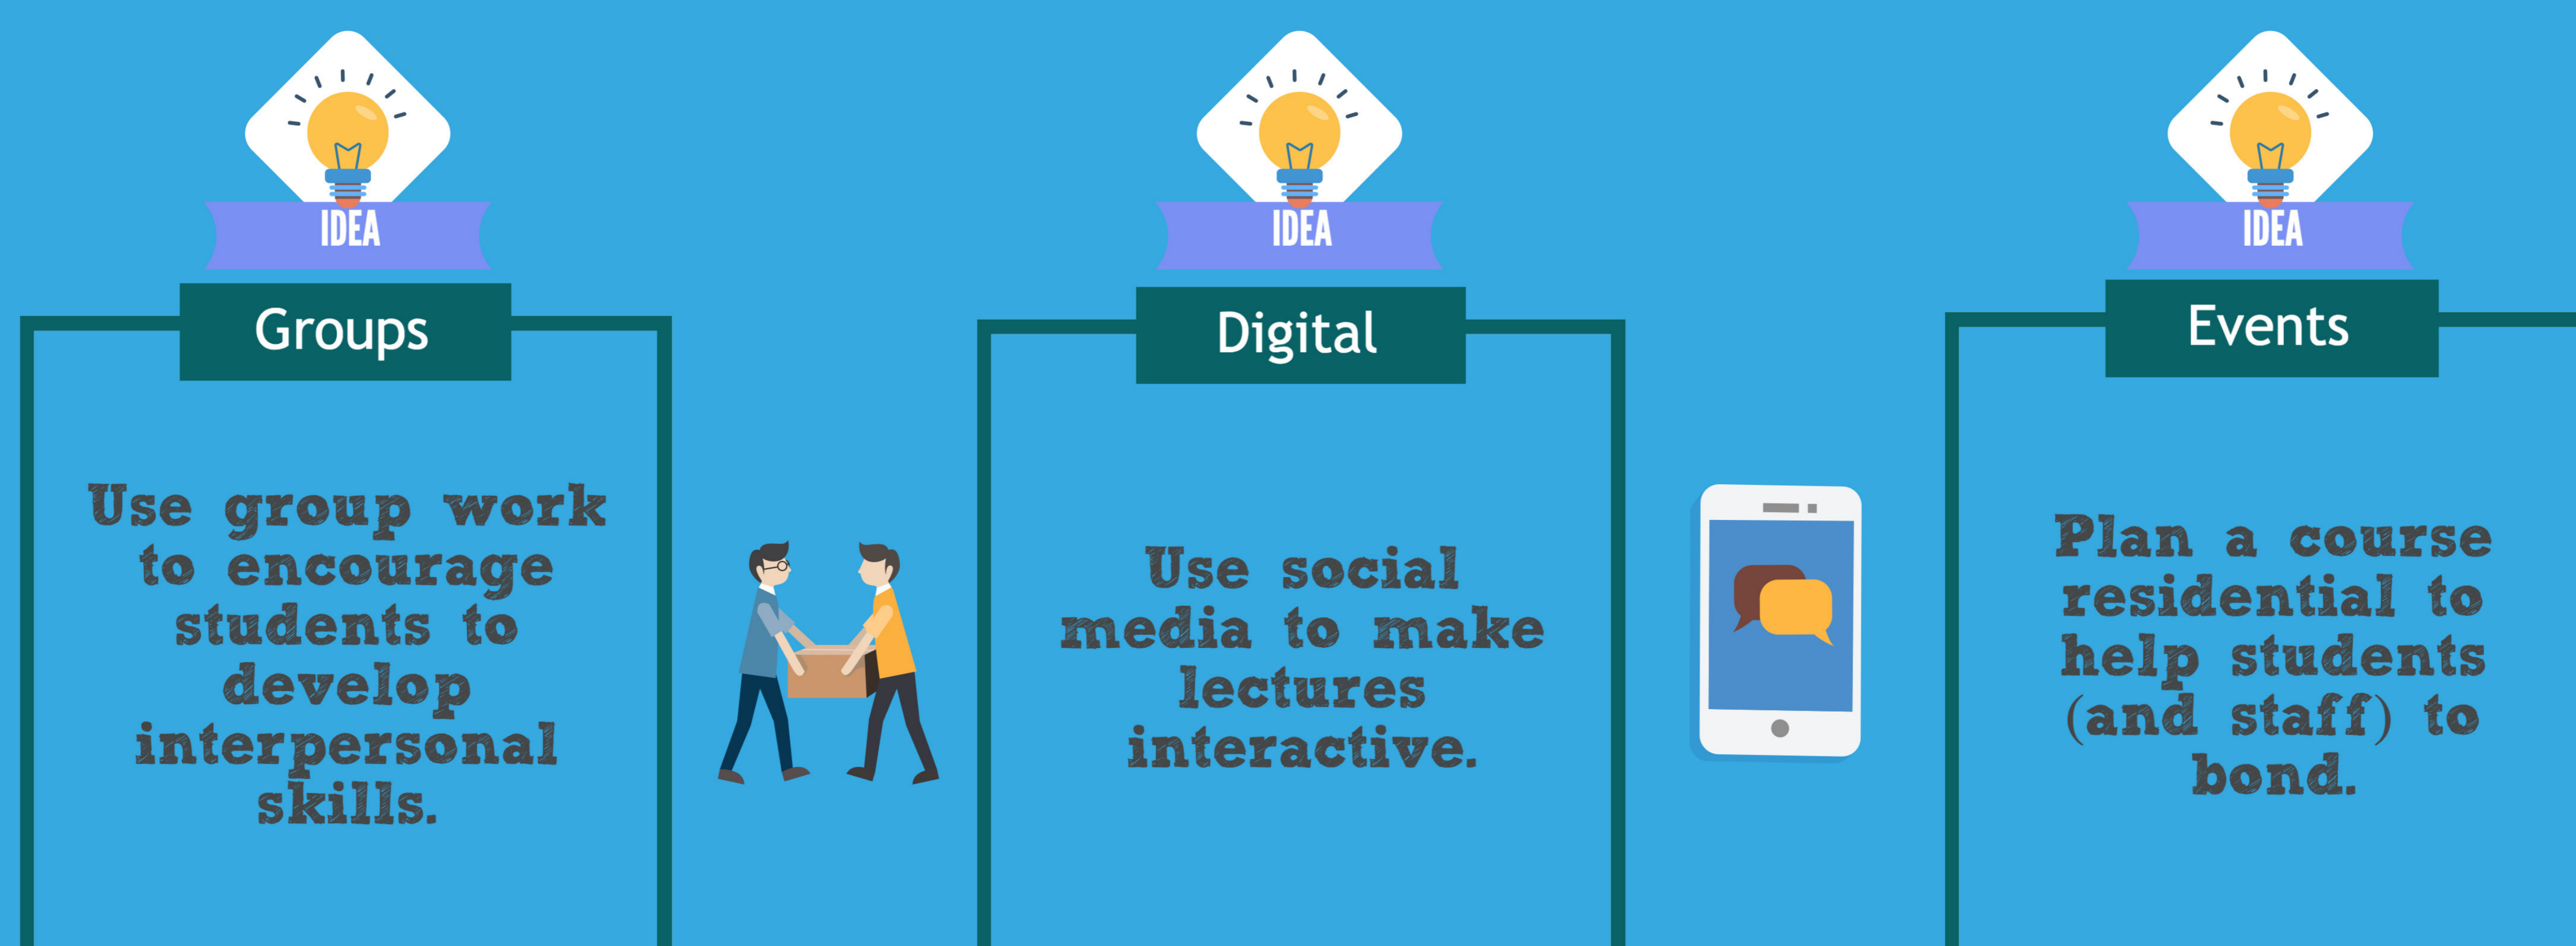 IDEA
Groups
Use group work
to encourage
students to
develop
interpersonal
skills.
IDEA
Digital
Use social
media to make
lectures
interactive.
IDEA
Events
Plan a course
residential to
help students
(and staff) to
bond.